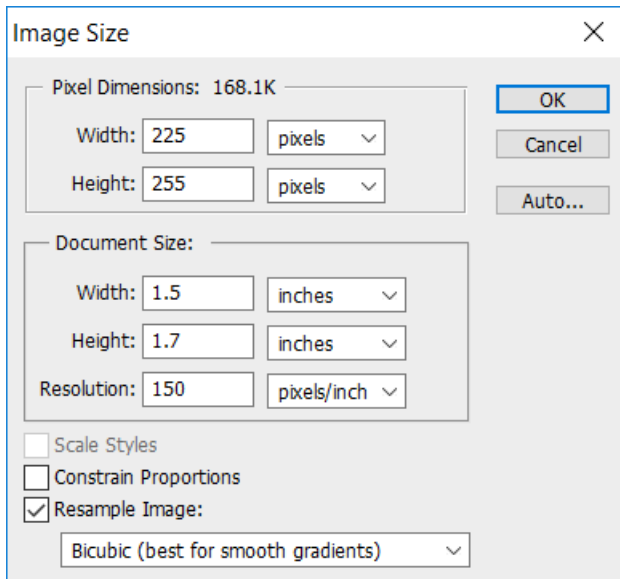 Image Size
Pixel Dimensions: 168.1K
Width: 225 pixels
Height: 255 pixels
OK
Cancel
Auto...
Document Size:
Width: 1.5 inches
Height: 1.7 inches
Resolution: 150 pixels/inch
Scale Styles
Constrain Proportions
Resample Image:
Bicubic (best for smooth gradients)